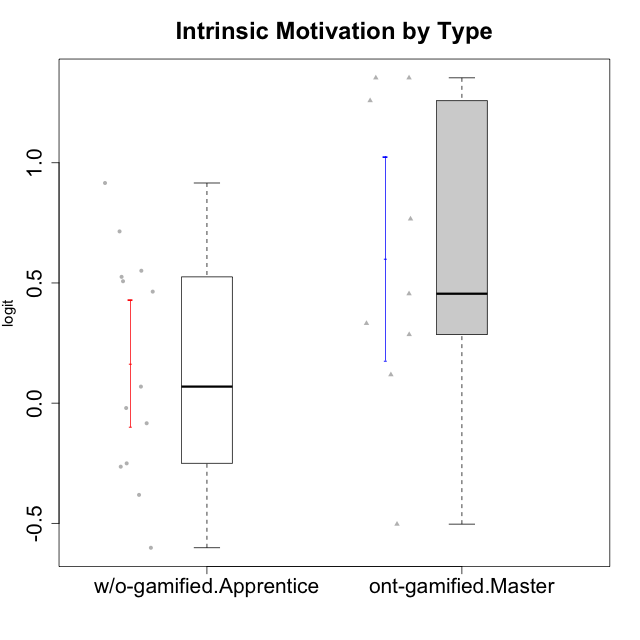 Intrinsic Motivation by Type
logit
1.0
0.5
0.0
-0.5
w/o-gamified.Apprentice
ont-gamified.Master